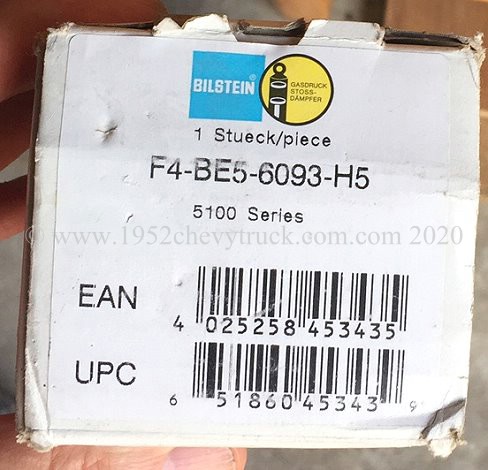 BILSTEIN®
GASDRUCK
STOSS-
DÄMPFER
1 Stueck/piece
F4-BE5-6093-H5
5100 Series
© www.1952chevytruck.com.com 2020
EAN
4 025258 453435
UPC
6 51860 45343 9